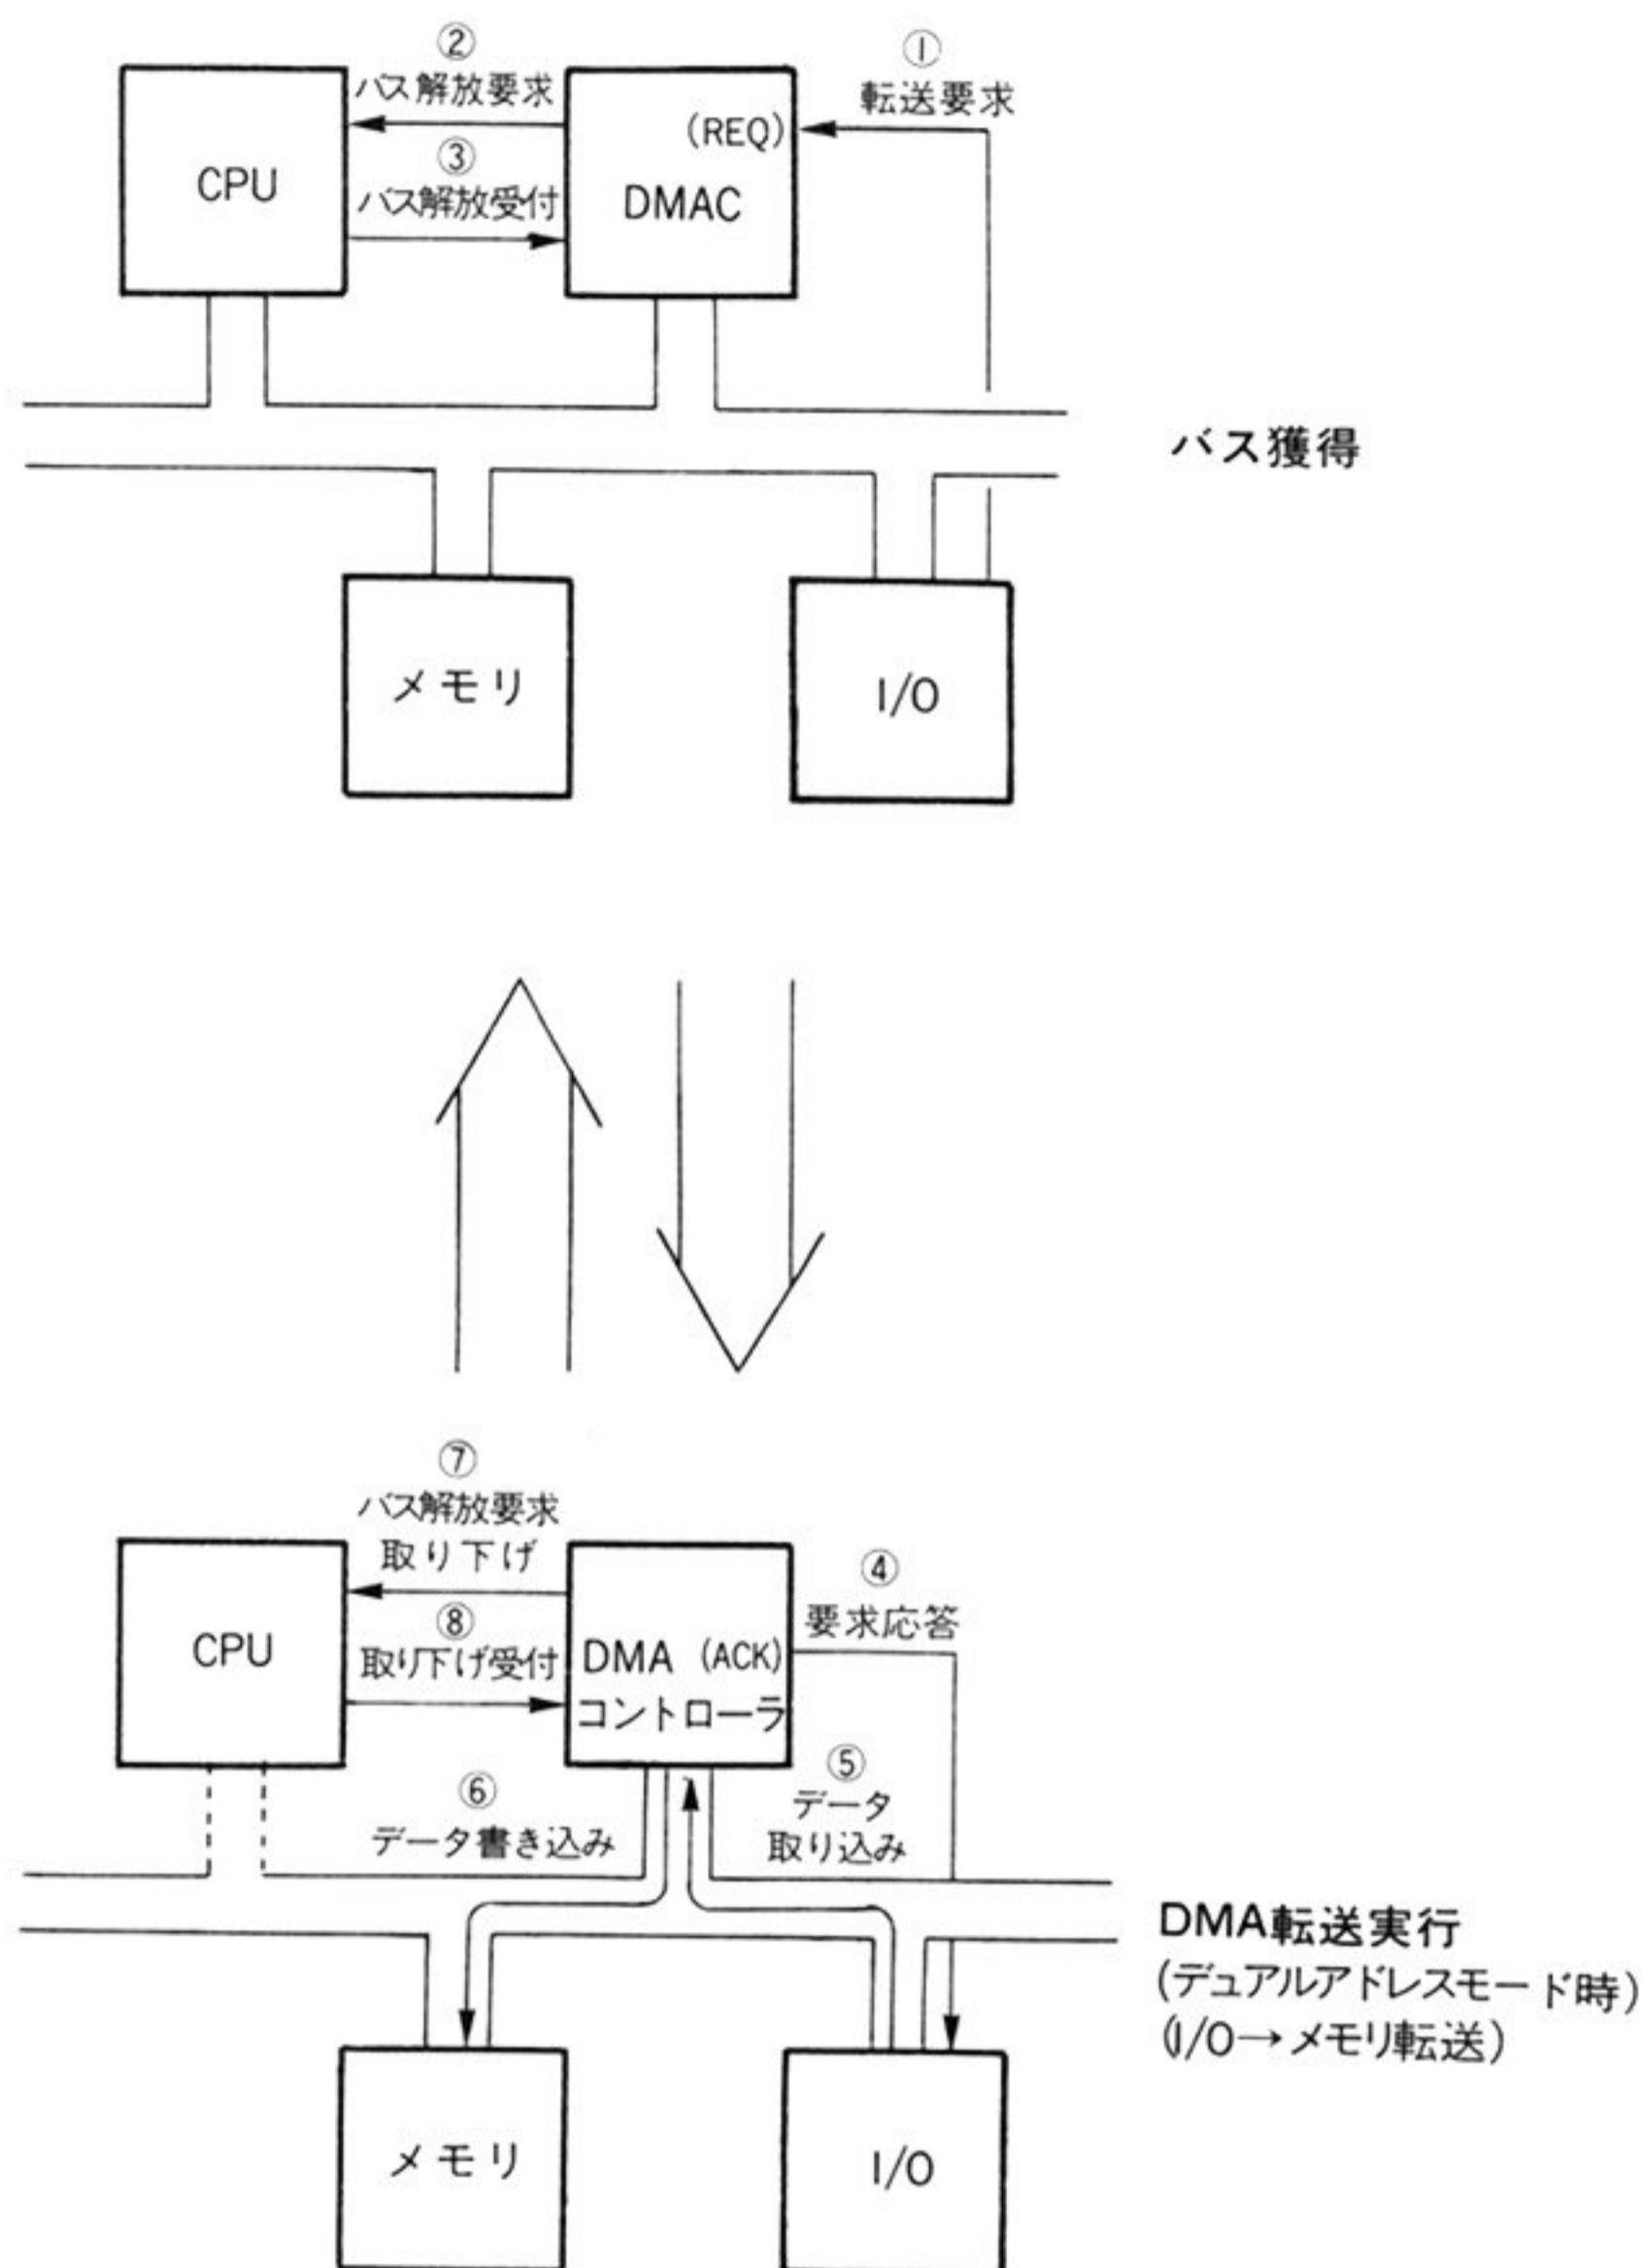 ②
バス解放要求
①
転送要求
CPU
③
バス解放受付
(REQ)
DMAC
バス獲得
メモリ
I/O
⑦
バス解放要求
取り下げ
CPU
⑧
取り下げ受付
DMA (ACK)
コントローラ
④
要求応答
⑥
データ書き込み
⑤
データ
取り込み
DMA転送実行
(デュアルアドレスモード時)
(I/O→メモリ転送)
メモリ
I/O